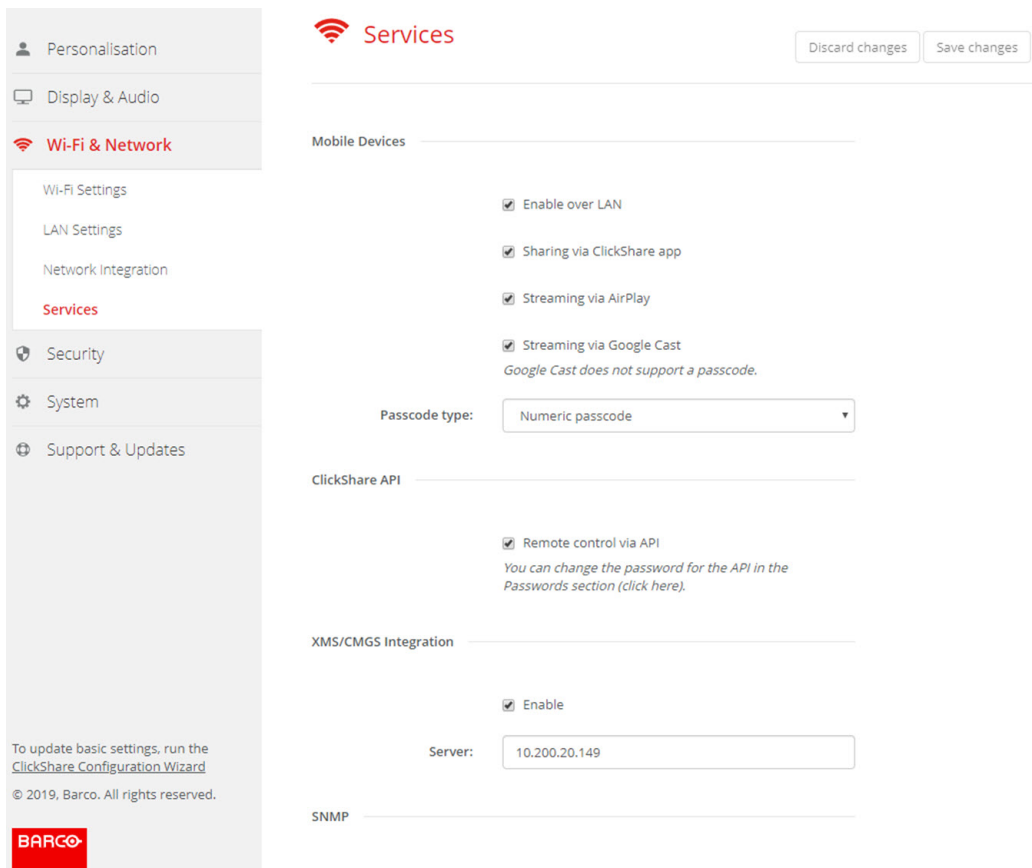 Personalisation
Display & Audio
Wi-Fi & Network
Wi-Fi Settings
LAN Settings
Network Integration
Services
Security
System
Support & Updates
To update basic settings, run the
ClickShare Configuration Wizard
© 2019, Barco. All rights reserved.
BARCO
Services
Discard changes
Save changes
Mobile Devices
Enable over LAN
Sharing via ClickShare app
Streaming via AirPlay
Streaming via Google Cast
Google Cast does not support a passcode.
Passcode type:
Numeric passcode
ClickShare API
Remote control via API
You can change the password for the API in the
Passwords section (click here).
XMS/CMGS Integration
Enable
Server:
10.200.20.149
SNMP